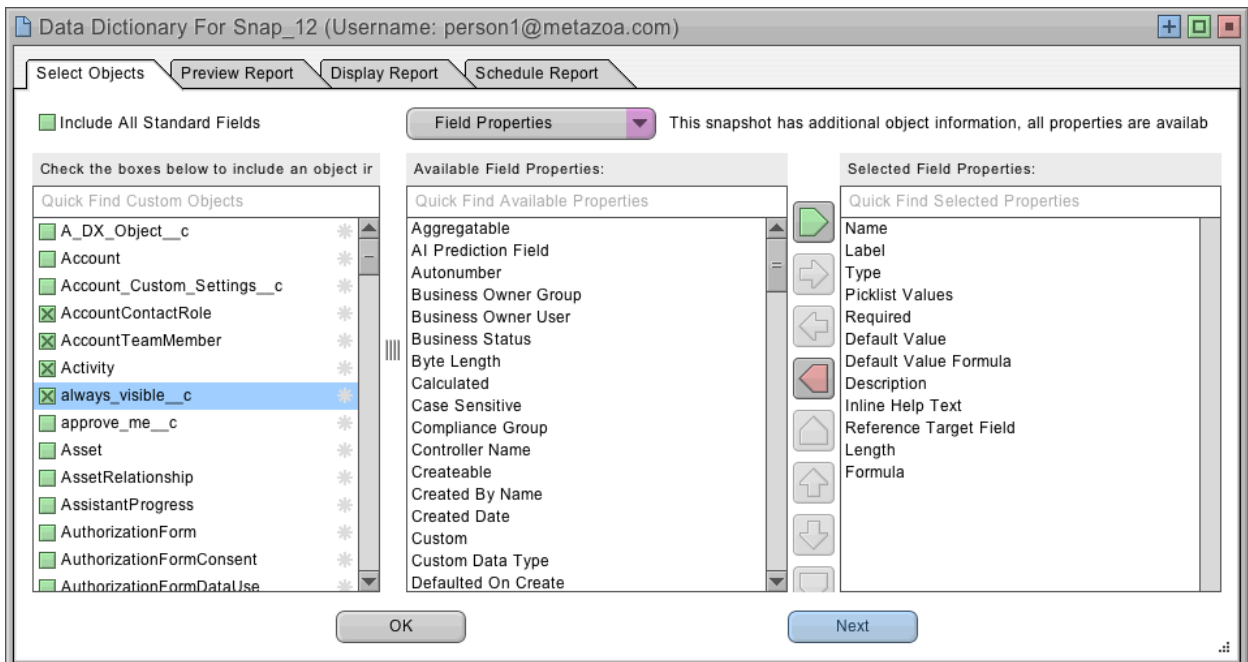 Data Dictionary For Snap_12 (Username: person1@metazoa.com)
Select Objects
Preview Report
Display Report
Schedule Report
Include All Standard Fields
Field Properties
This snapshot has additional object information, all properties are availab
Check the boxes below to include an object ir
Quick Find Custom Objects
A_DX_Object__c
Account
Account_Custom_Settings__c
AccountContactRole
AccountTeamMember
Activity
always_visible__c
approve_me__c
Asset
AssetRelationship
AssistantProgress
AuthorizationForm
AuthorizationFormConsent
AuthorizationFormDataUse
Available Field Properties:
Quick Find Available Properties
Aggregatable
AI Prediction Field
Autonumber
Business Owner Group
Business Owner User
Business Status
Byte Length
Calculated
Case Sensitive
Compliance Group
Controller Name
Createable
Created By Name
Created Date
Custom
Custom Data Type
Defaulted On Create
Selected Field Properties:
Quick Find Selected Properties
Name
Label
Type
Picklist Values
Required
Default Value
Default Value Formula
Description
Inline Help Text
Reference Target Field
Length
Formula
OK
Next